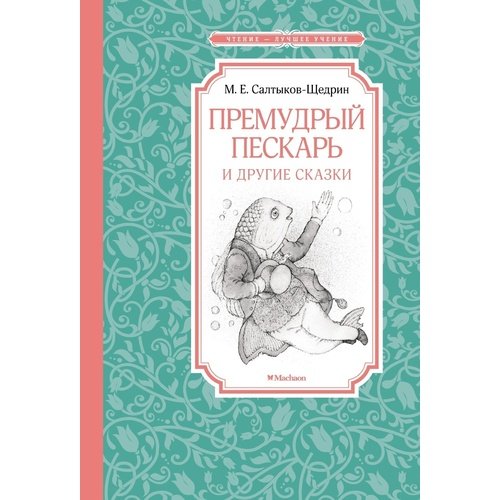 ЧТЕНИЕ — ЛУЧШЕЕ УЧЕНИЕ
М. Е. Салтыков-Щедрин
ПРЕМУДРЫЙ
ПЕСКАРЬ
И ДРУГИЕ СКАЗКИ
Machaon